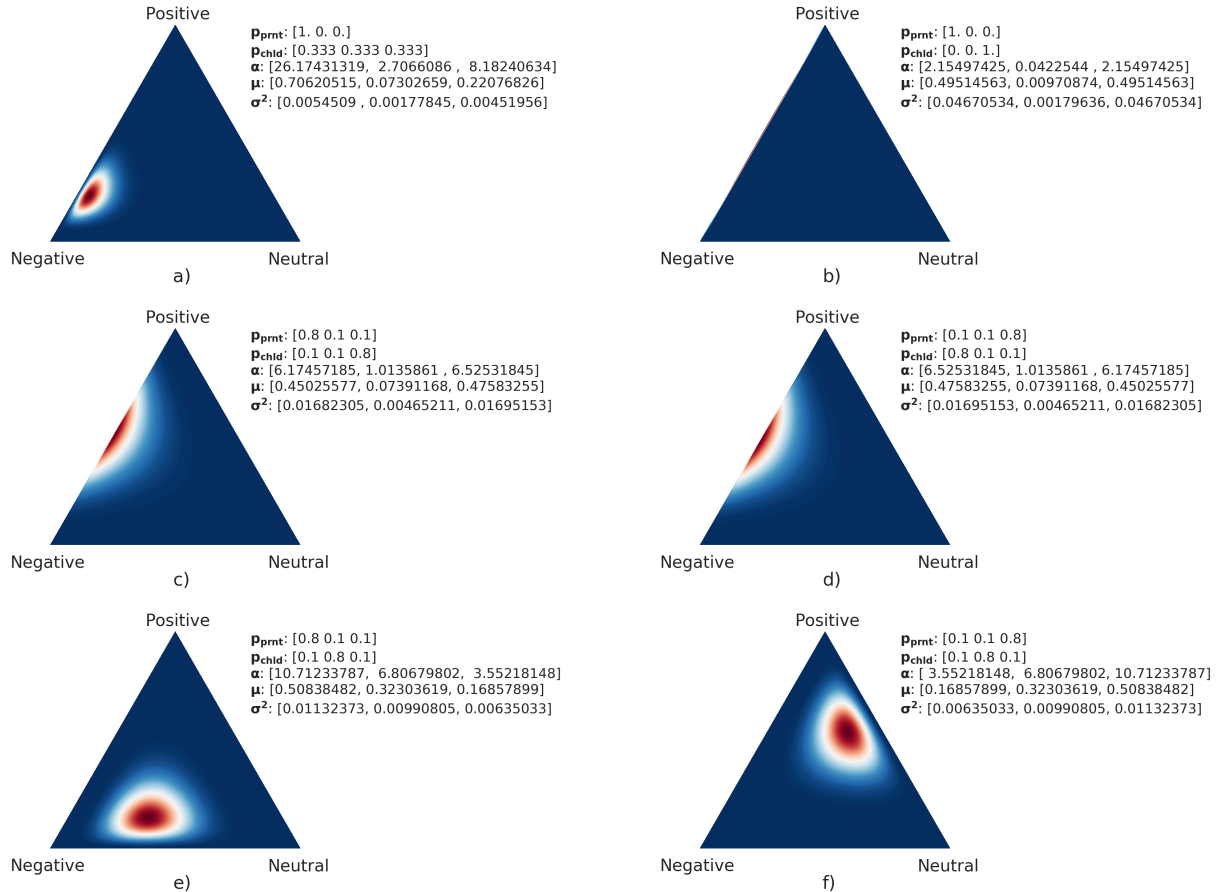 Positive
p_prnt: [1. 0. 0.]
p_chld: [0.333 0.333 0.333]
α: [26.17431319, 2.7066086 , 8.18240634]
μ: [0.70620515, 0.07302659, 0.22076826]
σ²: [0.0054509 , 0.00177845, 0.00451956]
Negative
Neutral
a)
Positive
p_prnt: [1. 0. 0.]
p_chld: [0. 0. 1.]
α: [2.15497425, 0.0422544 , 2.15497425]
μ: [0.49514563, 0.00970874, 0.49514563]
σ²: [0.04670534, 0.00179636, 0.04670534]
Negative
Neutral
b)
Positive
p_prnt: [0.8 0.1 0.1]
p_chld: [0.1 0.1 0.8]
α: [6.17457185, 1.0135861 , 6.52531845]
μ: [0.45025577, 0.07391168, 0.47583255]
σ²: [0.01682305, 0.00465211, 0.01695153]
Negative
Neutral
c)
Positive
p_prnt: [0.1 0.1 0.8]
p_chld: [0.8 0.1 0.1]
α: [6.52531845, 1.0135861 , 6.17457185]
μ: [0.47583255, 0.07391168, 0.45025577]
σ²: [0.01695153, 0.00465211, 0.01682305]
Negative
Neutral
d)
Positive
p_prnt: [0.8 0.1 0.1]
p_chld: [0.1 0.8 0.1]
α: [10.71233787, 6.80679802, 3.55218148]
μ: [0.50838482, 0.32303619, 0.16857899]
σ²: [0.01132373, 0.00990805, 0.00635033]
Negative
Neutral
e)
Positive
p_prnt: [0.1 0.1 0.8]
p_chld: [0.1 0.8 0.1]
α: [ 3.55218148, 6.80679802, 10.71233787]
μ: [0.16857899, 0.32303619, 0.50838482]
σ²: [0.00635033, 0.00990805, 0.01132373]
Negative
Neutral
f)